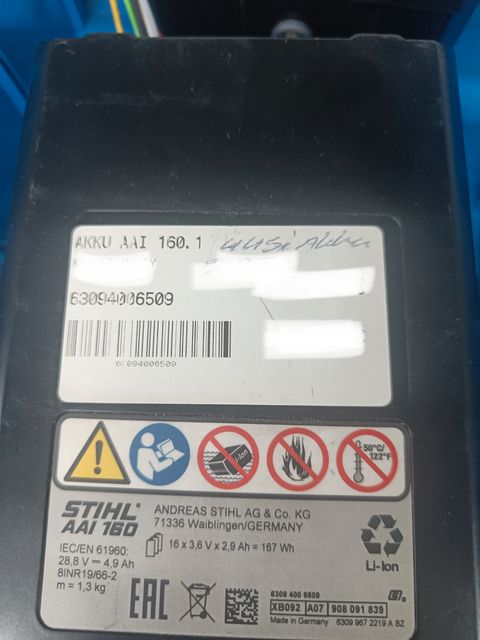 AKKU AAI 160.1
63094006509
63094006509
Li-Ion
50°C/
122°F
STIHL
AAI 160
ANDREAS STIHL AG & Co. KG
71336 Waiblingen/GERMANY
16 x 3,6 V x 2,9 Ah = 167 Wh
IEC/EN 61960:
28,8 V ⎓ 4,9 Ah
8INR19/66-2
m = 1,3 kg
Li-Ion
EAC
6309 400 6509
XB092 A07 908 091 839
Made in Germany 6309 967 2219 A BZ